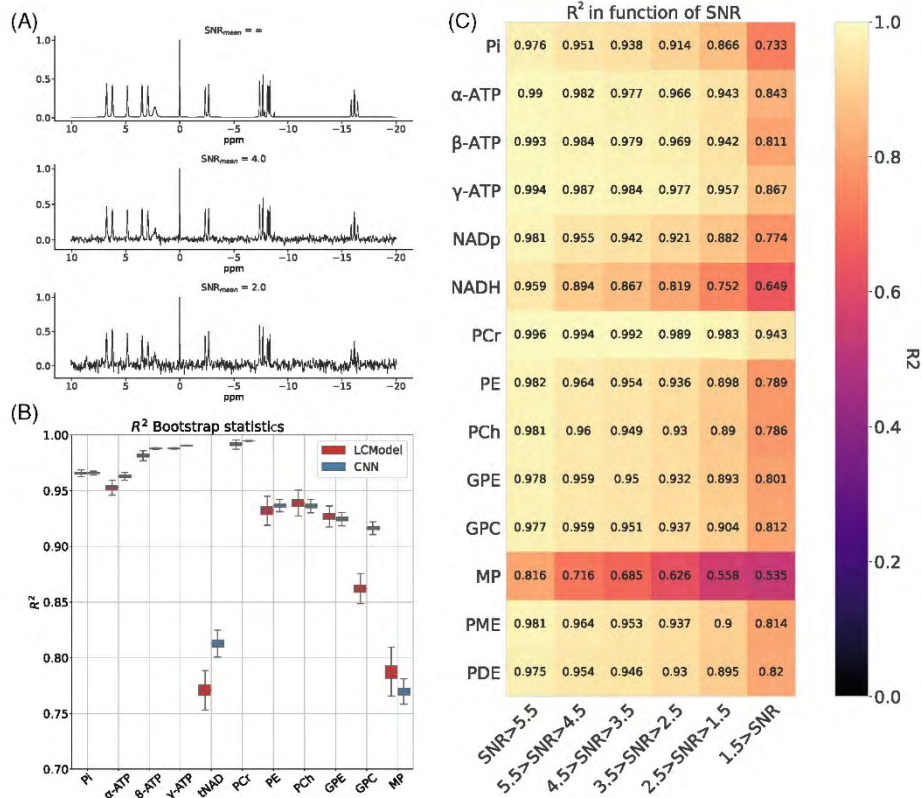 (A)
SNRmean = ∞
1.0
0.5
0.0
10 5 0 −5 −10 −15 −20
ppm
SNRmean = 4.0
1.0
0.5
0.0
10 5 0 −5 −10 −15 −20
ppm
SNRmean = 2.0
1.0
0.5
0.0
10 5 0 −5 −10 −15 −20
ppm
(B)
R² Bootstrap statistics
LCModel
CNN
R²
1.00
0.95
0.90
0.85
0.80
0.75
0.70
Pi α-ATP β-ATP γ-ATP tNAD PCr PE PCh GPE GPC MP
(C)
R² in function of SNR
Pi 0.976 0.951 0.938 0.914 0.866 0.733
α-ATP 0.99 0.982 0.977 0.966 0.943 0.843
β-ATP 0.993 0.984 0.979 0.969 0.942 0.811
γ-ATP 0.994 0.987 0.984 0.977 0.957 0.867
NADp 0.981 0.955 0.942 0.921 0.882 0.774
NADH 0.959 0.894 0.867 0.819 0.752 0.649
PCr 0.996 0.994 0.992 0.989 0.983 0.943
PE 0.982 0.964 0.954 0.936 0.898 0.789
PCh 0.981 0.96 0.949 0.93 0.89 0.786
GPE 0.978 0.959 0.95 0.932 0.893 0.801
GPC 0.977 0.959 0.951 0.937 0.904 0.812
MP 0.816 0.716 0.685 0.626 0.558 0.535
PME 0.981 0.964 0.953 0.937 0.9 0.814
PDE 0.975 0.954 0.946 0.93 0.895 0.82
SNR>5.5 5.5>SNR>4.5 4.5>SNR>3.5 3.5>SNR>2.5 2.5>SNR>1.5 1.5>SNR
1.0
0.8
0.6
0.4
0.2
0.0
R2